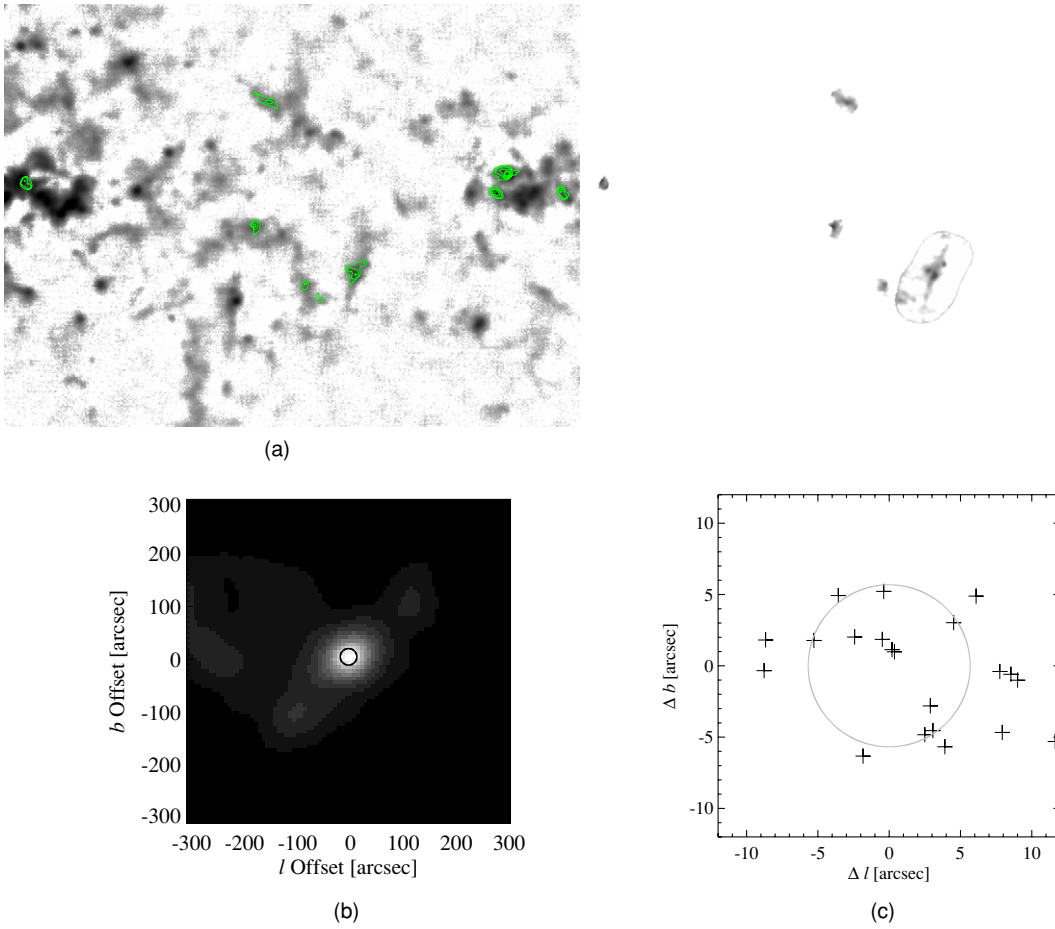 (a)
300
200
100
0
-100
-200
-300
b Offset [arcsec]
-300 -200 -100 0 100 200 300
l Offset [arcsec]
(b)
10
5
0
-5
-10
Δ b [arcsec]
-10 -5 0 5 10
Δ l [arcsec]
(c)